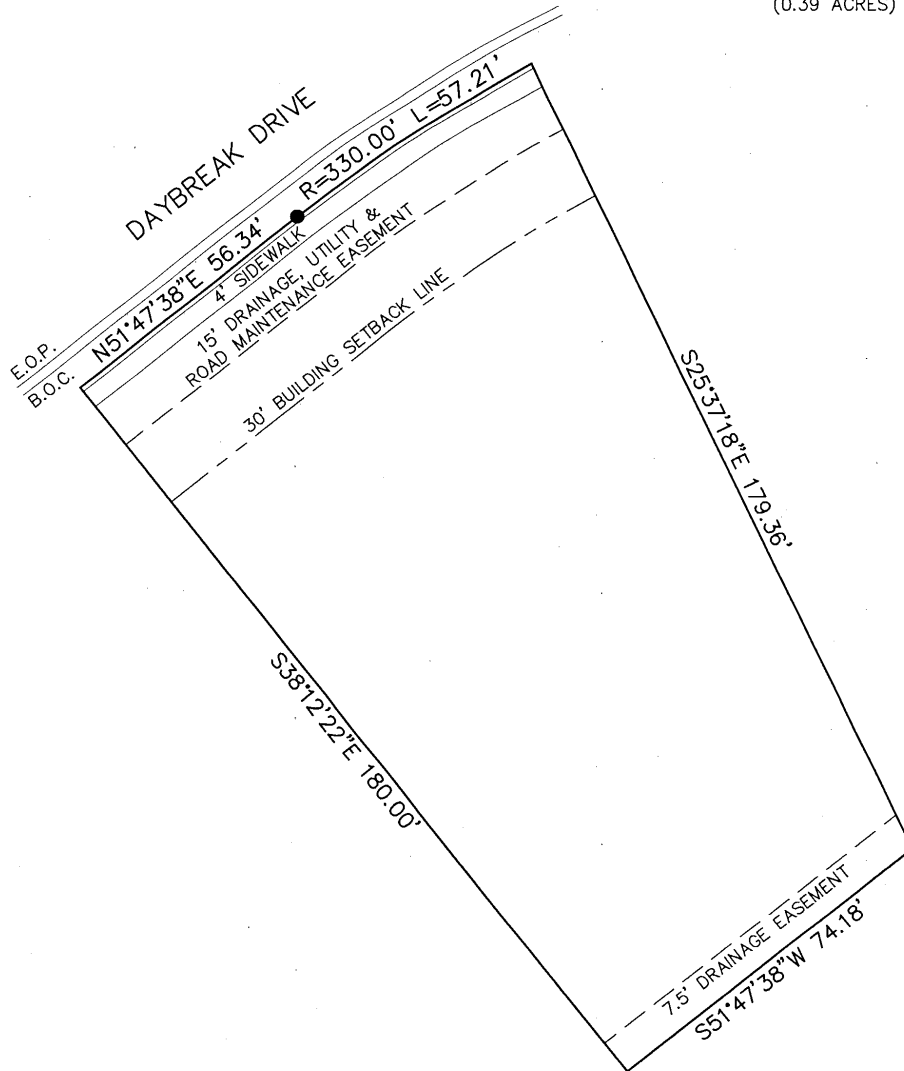 (0.39 ACRES)
DAYBREAK DRIVE
R=330.00' L=57.21'
N51°47'38"E 56.34'
4' SIDEWALK
15' DRAINAGE, UTILITY &
ROAD MAINTENANCE EASEMENT
E.O.P.
B.O.C.
30' BUILDING SETBACK LINE
S25°37'18"E 179.36'
S38°12'22"E 180.00'
7.5' DRAINAGE EASEMENT
S51°47'38"W 74.18'